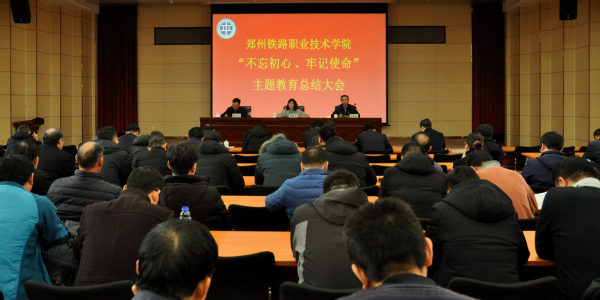 郑州铁路职业技术学院
“不忘初心、牢记使命”
主题教育总结大会